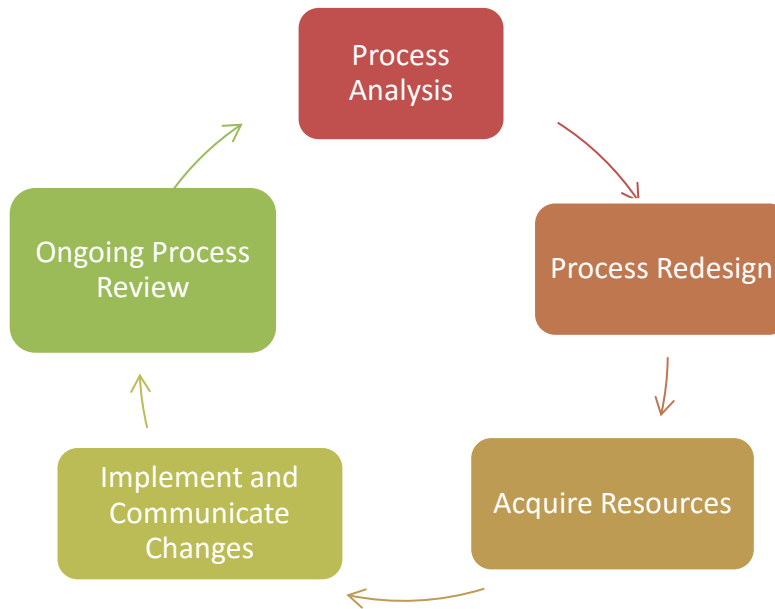 Process
Analysis
Process Redesign
Acquire Resources
Implement and
Communicate
Changes
Ongoing Process
Review